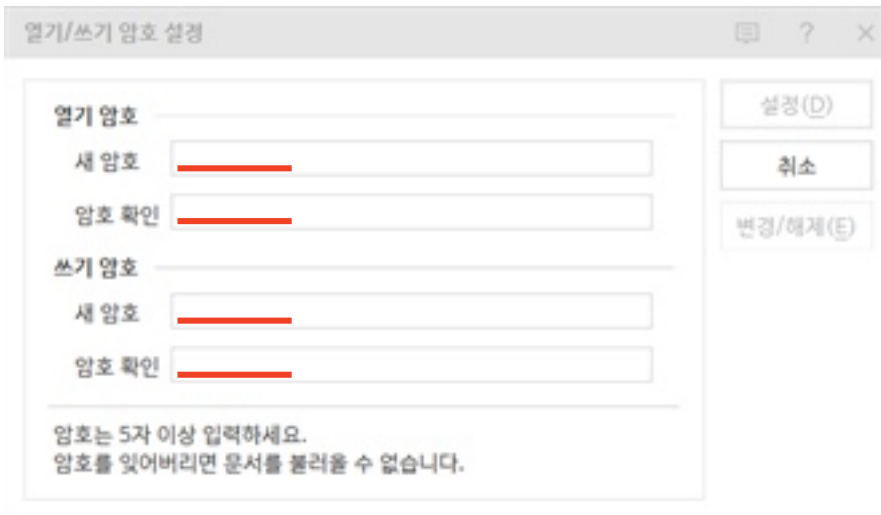 열기/쓰기 암호 설정
?
열기 암호
설정(D)
새 암호
취소
암호 확인
변경/해제(E)
쓰기 암호
새 암호
암호 확인
암호는 5자 이상 입력하세요.
암호를 잊어버리면 문서를 불러올 수 없습니다.